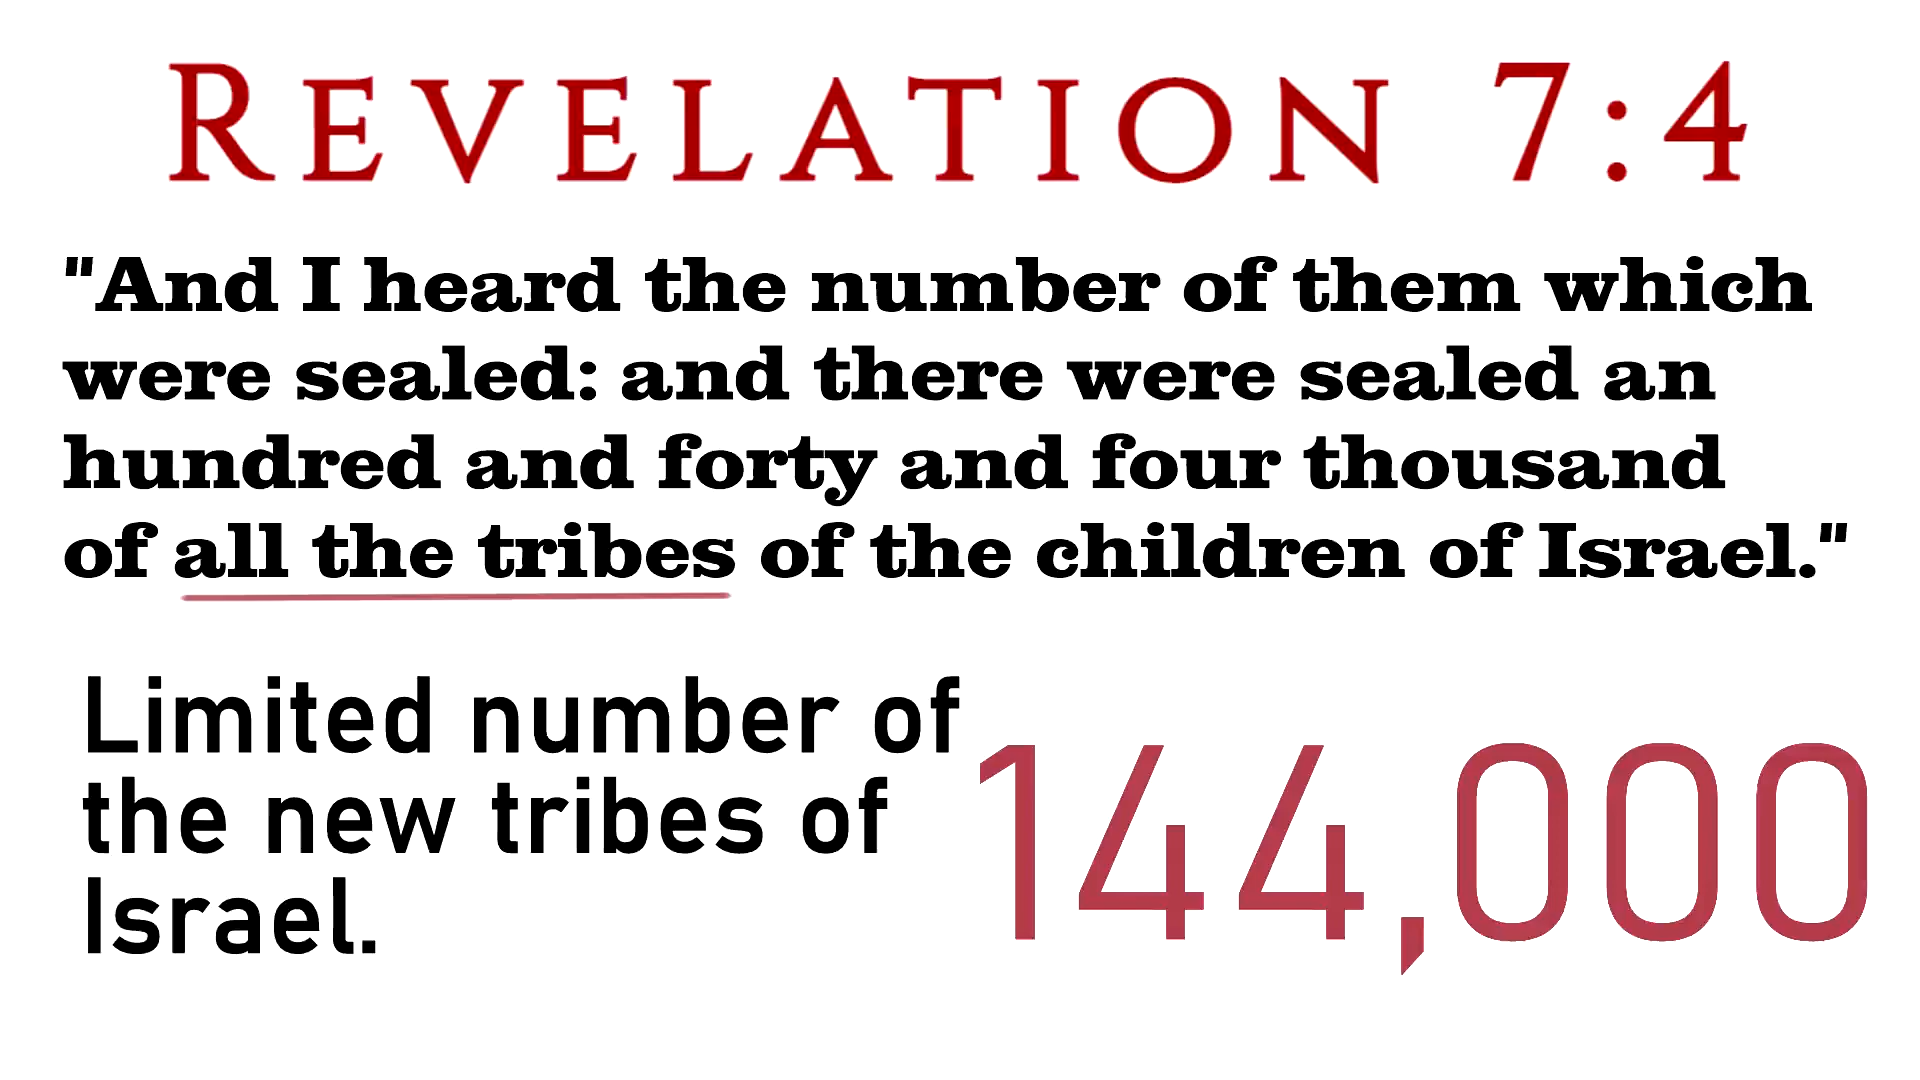 REVELATION 7:4
"And I heard the number of them which
were sealed: and there were sealed an
hundred and forty and four thousand
of all the tribes of the children of Israel."
Limited number of
the new tribes of
Israel.
144,000